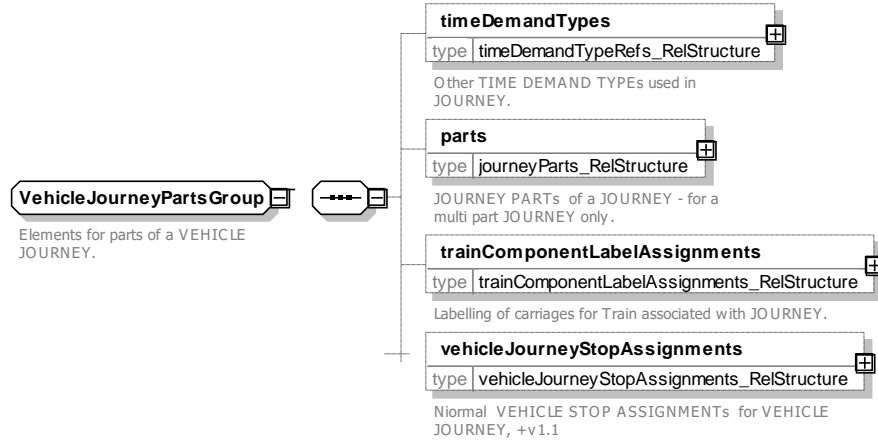 timeDemandTypes
type timeDemandTypeRefs_RelStructure
Other TIME DEMAND TYPEs used in
JOURNEY.
parts
type journeyParts_RelStructure
JOURNEY PARTs of a JOURNEY - for a
multi part JOURNEY only.
VehicleJourneyPartsGroup
Elements for parts of a VEHICLE
JOURNEY.
trainComponentLabelAssignments
type trainComponentLabelAssignments_RelStructure
Labelling of carriages for Train associated with JOURNEY.
vehicleJourneyStopAssignments
type vehicleJourneyStopAssignments_RelStructure
Niormal VEHICLE STOP ASSIGNMENTs for VEHICLE
JOURNEY, +v1.1